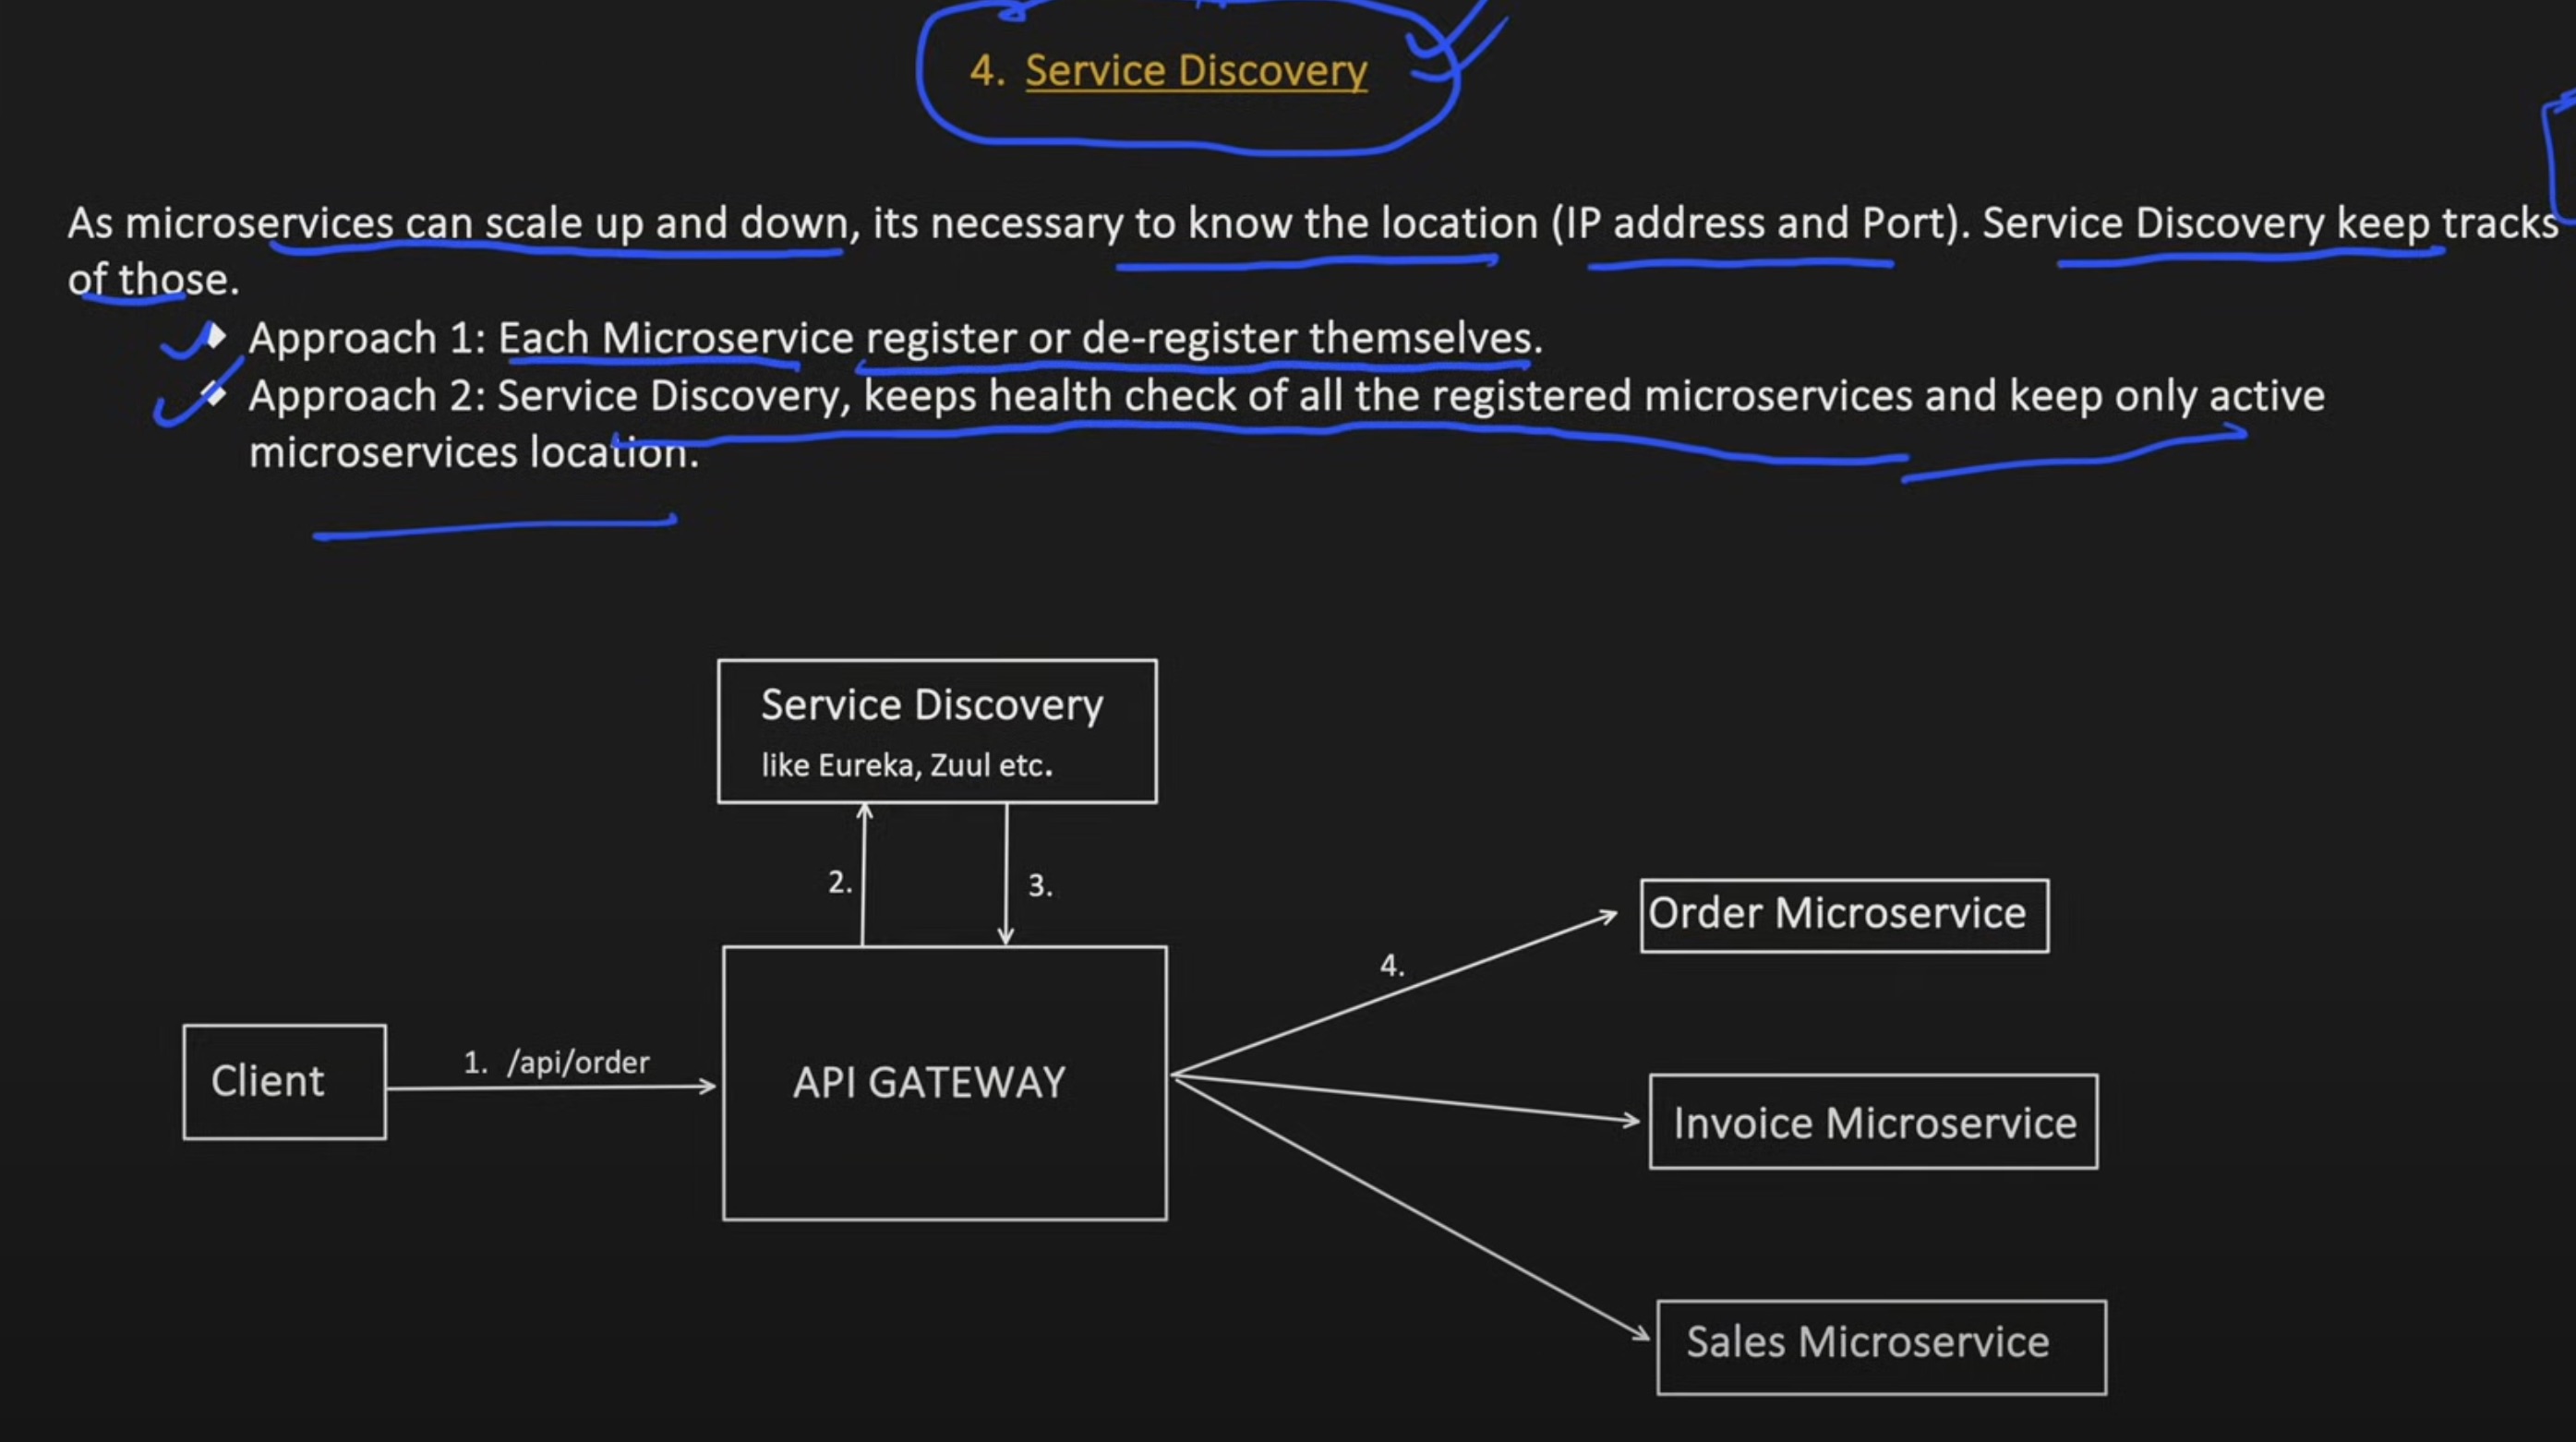 4. Service Discovery
As microservices can scale up and down, its necessary to know the location (IP address and Port). Service Discovery keep tracks
of those.
Approach 1: Each Microservice register or de-register themselves.
Approach 2: Service Discovery, keeps health check of all the registered microservices and keep only active
microservices location.
Service Discovery
like Eureka, Zuul etc.
2.
3.
Order Microservice
4.
Client
1. /api/order
API GATEWAY
Invoice Microservice
Sales Microservice